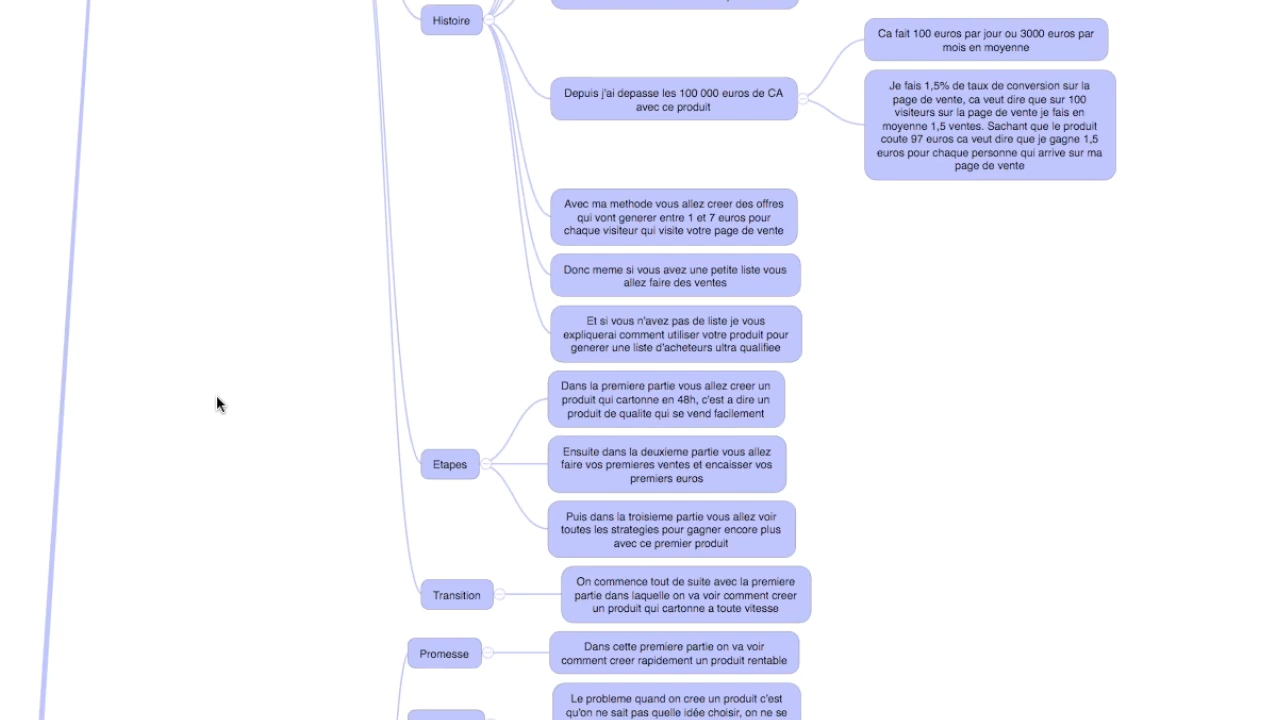 Histoire
Ca fait 100 euros par jour ou 3000 euros par
mois en moyenne
Depuis j'ai depasse les 100 000 euros de CA
avec ce produit
Je fais 1,5% de taux de conversion sur la
page de vente, ca veut dire que sur 100
visiteurs sur la page de vente je fais en
moyenne 1,5 ventes. Sachant que le produit
coute 97 euros ca veut dire que je gagne 1,5
euros pour chaque personne qui arrive sur ma
page de vente
Avec ma methode vous allez creer des offres
qui vont generer entre 1 et 7 euros pour
chaque visiteur qui visite votre page de vente
Donc meme si vous avez une petite liste vous
allez faire des ventes
Et si vous n'avez pas de liste je vous
expliquerai comment utiliser votre produit pour
generer une liste d'acheteurs ultra qualifiee
Etapes
Dans la premiere partie vous allez creer un
produit qui cartonne en 48h, c'est a dire un
produit de qualite qui se vend facilement
Ensuite dans la deuxieme partie vous allez
faire vos premieres ventes et encaisser vos
premiers euros
Puis dans la troisieme partie vous allez voir
toutes les strategies pour gagner encore plus
avec ce premier produit
Transition
On commence tout de suite avec la premiere
partie dans laquelle on va voir comment creer
un produit qui cartonne a toute vitesse
Promesse
Dans cette premiere partie on va voir
comment creer rapidement un produit rentable
Le probleme quand on cree un produit c'est
qu'on ne sait pas quelle idée choisir, on ne se